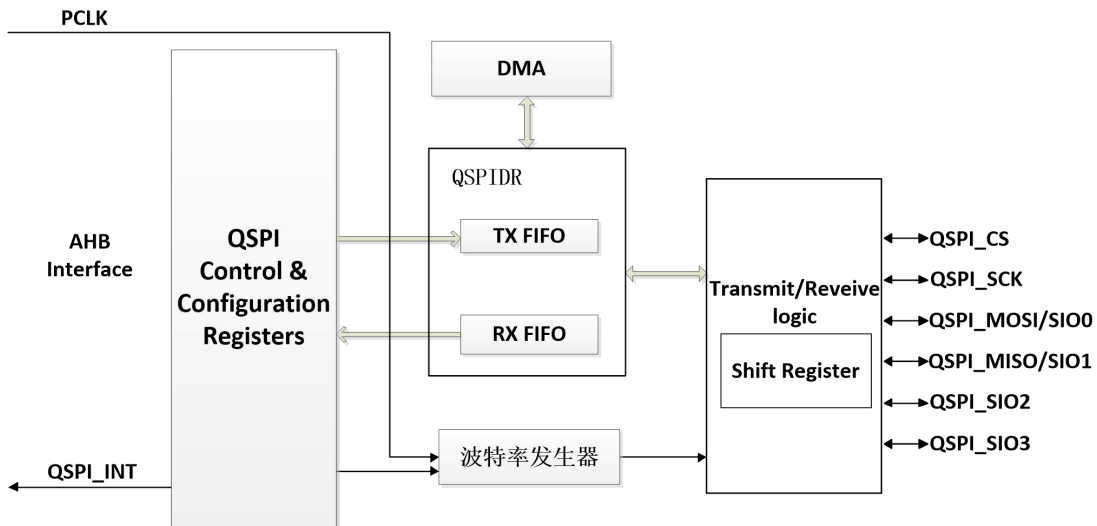 PCLK
DMA
QSPIDR
TX FIFO
RX FIFO
AHB
Interface
QSPI
Control &
Configuration
Registers
Transmit/Reveive
logic
Shift Register
QSPI_CS
QSPI_SCK
QSPI_MOSI/SIO0
QSPI_MISO/SIO1
QSPI_SIO2
QSPI_SIO3
波特率发生器
QSPI_INT